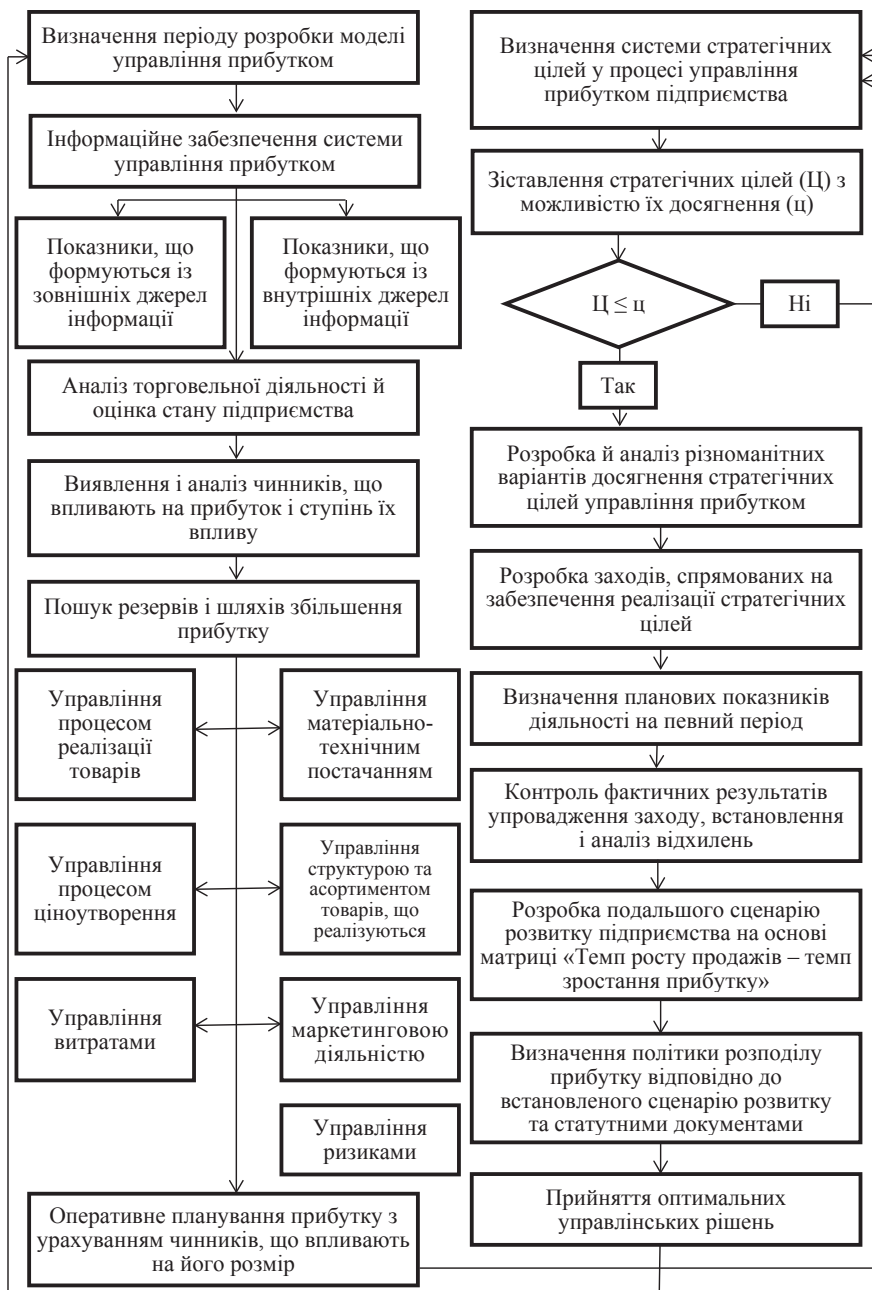 Визначення періоду розробки моделі
управління прибутком
Інформаційне забезпечення системи
управління прибутком
Показники, що
формуються із
зовнішніх джерел
інформації
Показники, що
формуються із
внутрішніх джерел
інформації
Аналіз торговельної діяльності й
оцінка стану підприємства
Виявлення і аналіз чинників, що
впливають на прибуток і ступінь їх
впливу
Пошук резервів і шляхів збільшення
прибутку
Управління
процесом
реалізації
товарів
Управління
матеріально-
технічним
постачанням
Управління
процесом
ціноутворення
Управління
структурою та
асортиментом
товарів, що
реалізуються
Управління
витратами
Управління
маркетинговою
діяльністю
Управління
ризиками
Оперативне планування прибутку з
урахуванням чинників, що впливають
на його розмір
Визначення системи стратегічних
цілей у процесі управління
прибутком підприємства
Зіставлення стратегічних цілей (Ц) з
можливістю їх досягнення (ц)
Ц ≤ ц
Ні
Так
Розробка й аналіз різноманітних
варіантів досягнення стратегічних
цілей управління прибутком
Розробка заходів, спрямованих на
забезпечення реалізації стратегічних
цілей
Визначення планових показників
діяльності на певний період
Контроль фактичних результатів
упровадження заходу, встановлення
і аналіз відхилень
Розробка подальшого сценарію
розвитку підприємства на основі
матриці «Темп росту продажів – темп
зростання прибутку»
Визначення політики розподілу
прибутку відповідно до
встановленого сценарію розвитку
та статутними документами
Прийняття оптимальних
управлінських рішень